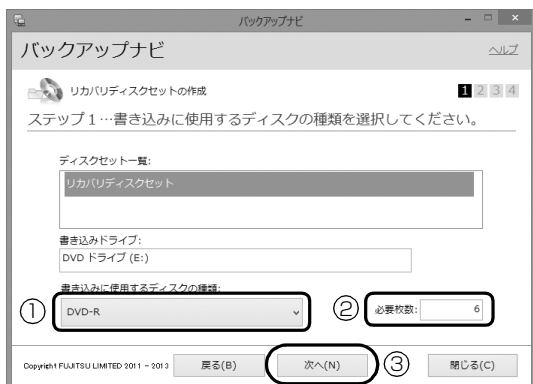 バックアップナビ
バックアップナビ
ヘルプ
リカバリディスクセットの作成
1 2 3 4
ステップ1…書き込みに使用するディスクの種類を選択してください。
ディスクセット一覧:
リカバリディスクセット
書き込みドライブ:
DVD ドライブ (E:)
書き込みに使用するディスクの種類:
① DVD-R
② 必要枚数: 6
Copyright FUJITSU LIMITED 2011 - 2013 戻る(B) 次へ(N) ③ 閉じる(C)